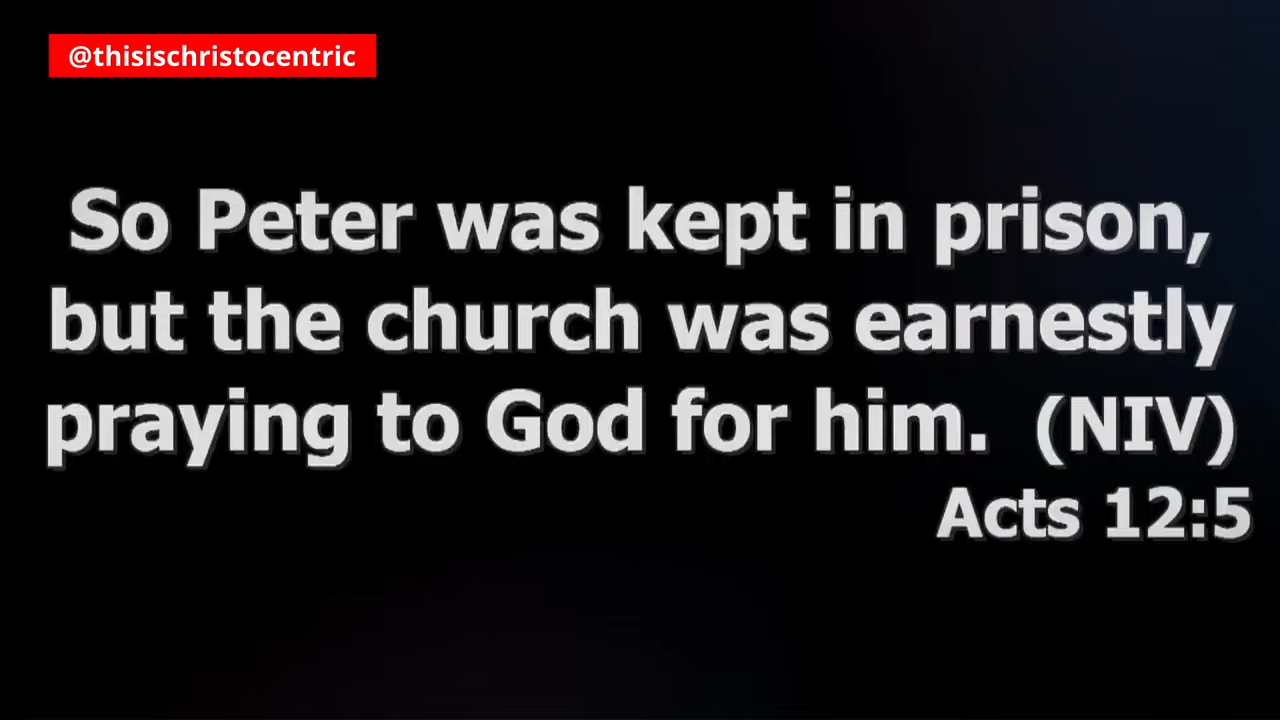 @thisischristocentric
So Peter was kept in prison,
but the church was earnestly
praying to God for him. (NIV)
Acts 12:5